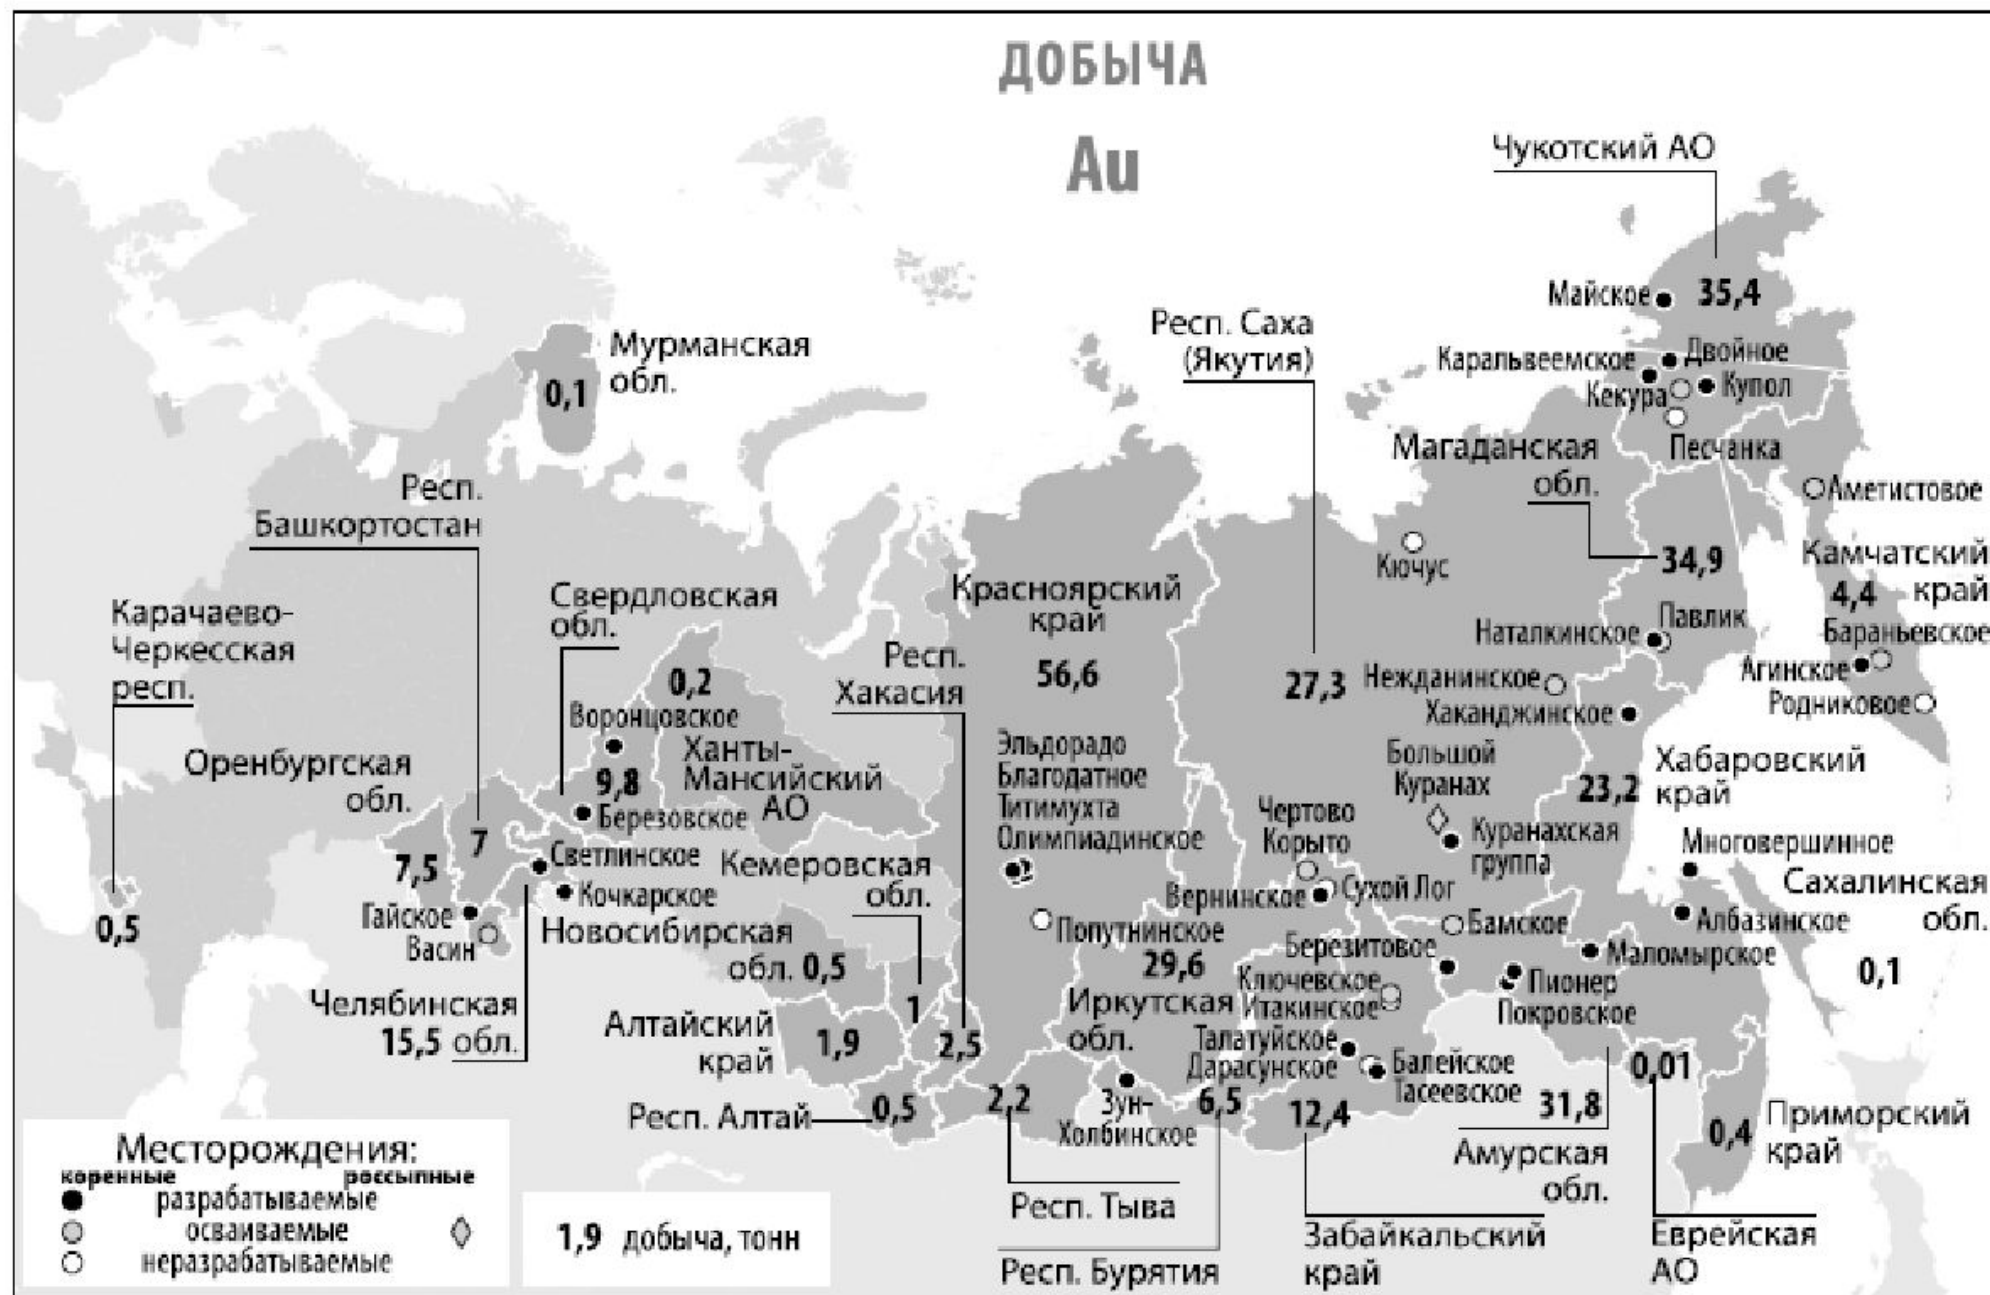 ДОБЫЧА
Au
Чукотский АО
35,4
Майское
Каральвеемское
Двойное
Кекура
Купол
Песчанка
Мурманская
обл.
0,1
Респ. Саха
(Якутия)
27,3
Магаданская
обл.
34,9
Аметистовое
Камчатский
край
4,4
Кючус
Наталкинское
Павлик
Бараньевское
Агинское
Родниковое
Нежданинское
Хаканджинское
Респ.
Башкортостан
7
Карачаево-
Черкесская
респ.
0,5
Свердловская
обл.
9,8
Воронцовское
Березовское
0,2
Ханты-
Мансийский
АО
Респ.
Хакасия
2,5
Красноярский
край
56,6
Эльдорадо
Благодатное
Титимухта
Олимпиадинское
Попутнинское
Оренбургская
обл.
7,5
Гайское
Васин
Светлинское
Кочкарское
Челябинская
15,5 обл.
Кемеровская
обл.
1
Новосибирская
обл. 0,5
Алтайский
край
1,9
Респ. Алтай
0,5
Большой
Куранах
Куранахская
группа
Чертово
Корыто
Вернинское
Сухой Лог
29,6
Иркутская
обл.
Хабаровский
край
23,2
Многовершинное
Албазинское
Сахалинская
обл.
0,1
Бамское
Березитовое
Маломырское
Пионер
Покровское
Ключевское
Итакинское
Талатуйское
Дарасунское
Балейское
Тасеевское
Зун-
Холбинское
2,2
Респ. Тыва
6,5
Респ. Бурятия
12,4
Забайкальский
край
31,8
Амурская
обл.
0,01
Еврейская
АО
0,4
Приморский
край
Месторождения:
коренные россыпные
разрабатываемые
осваиваемые
неразрабатываемые
1,9 добыча, тонн